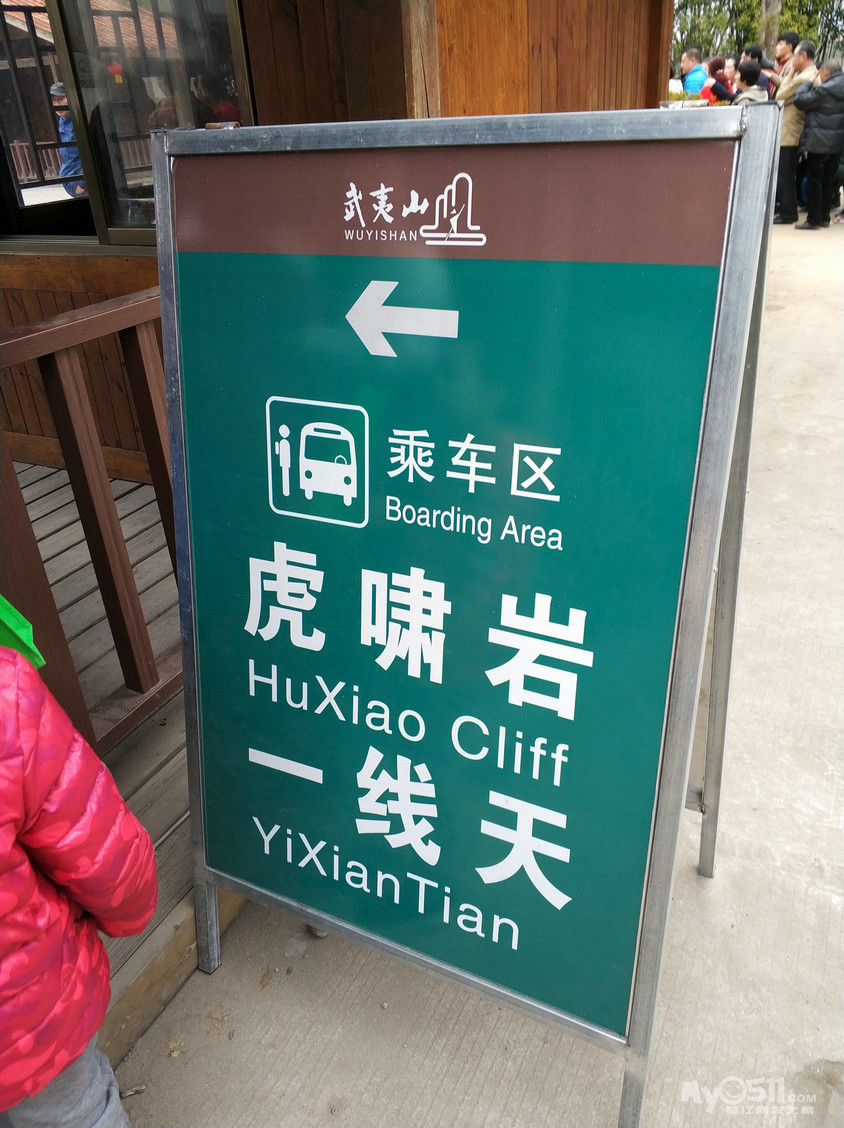 武夷山
WUYISHAN
乘车区
Boarding Area
虎啸岩
HuXiao Cliff
一线天
YiXianTian
My0511.COM